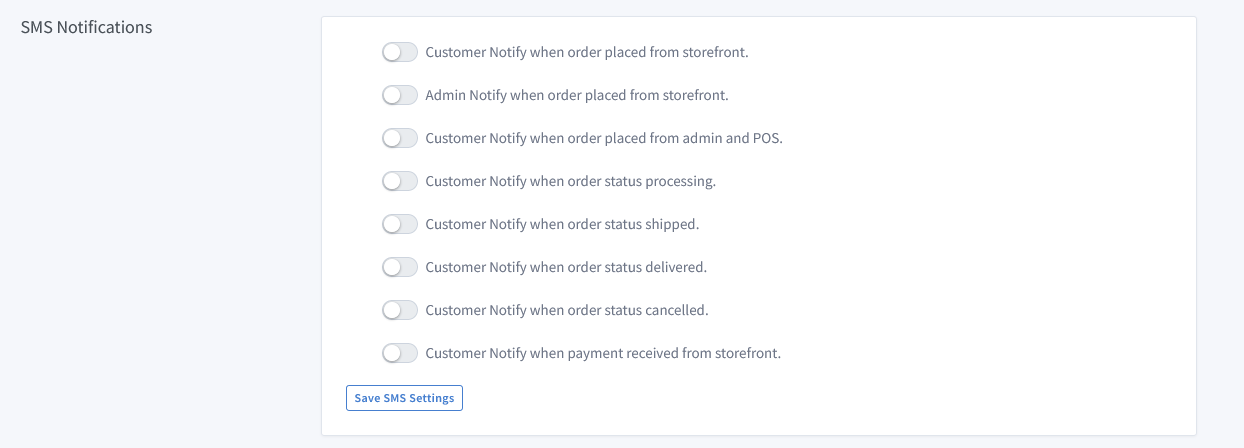 SMS Notifications
Customer Notify when order placed from storefront.
Admin Notify when order placed from storefront.
Customer Notify when order placed from admin and POS.
Customer Notify when order status processing.
Customer Notify when order status shipped.
Customer Notify when order status delivered.
Customer Notify when order status cancelled.
Customer Notify when payment received from storefront.
Save SMS Settings